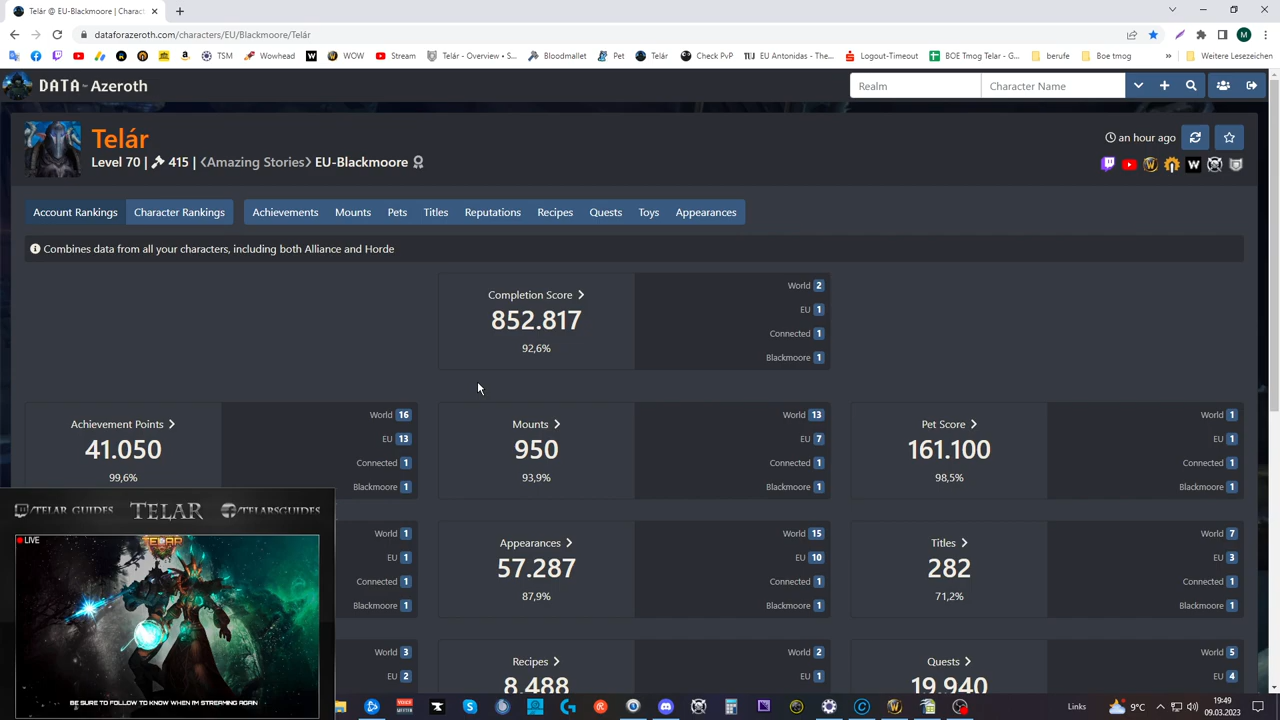 Telár @ EU-Blackmoore | Charact
dataforazeroth.com/characters/EU/Blackmoore/Telár
TSM
Wowhead
WOW
Stream
Telár - Overview - S...
Bloodmallet
Pet
Telár
Check PvP
EU Antonidas - The...
Logout-Timeout
BOE Tmog Telar - G...
berufe
Boe tmog
Weitere Lesezeichen
DATA for Azeroth
Realm
Character Name
Telár
Level 70 | 415 | <Amazing Stories> EU-Blackmoore
an hour ago
Account Rankings
Character Rankings
Achievements
Mounts
Pets
Titles
Reputations
Recipes
Quests
Toys
Appearances
Combines data from all your characters, including both Alliance and Horde
Completion Score
852.817
92,6%
World 2
EU 1
Connected 1
Blackmoore 1
Achievement Points
41.050
99,6%
World 16
EU 13
Connected 1
Blackmoore 1
Mounts
950
93,9%
World 13
EU 7
Connected 1
Blackmoore 1
Pet Score
161.100
98,5%
World 1
EU 1
Connected 1
Blackmoore 1
World 1
EU 1
Connected 1
Blackmoore 1
Appearances
57.287
87,9%
World 15
EU 10
Connected 1
Blackmoore 1
Titles
282
71,2%
World 7
EU 3
Connected 1
Blackmoore 1
World 3
EU 2
Recipes
8.488
World 2
EU 1
Quests
19.940
World 5
EU 4
/TELAR GUIDES
TELAR
/TELARSGUIDES
LIVE
TELAR
BE SURE TO FOLLOW TO KNOW WHEN I'M STREAMING AGAIN
Links
9°C
19:49
09.03.2023